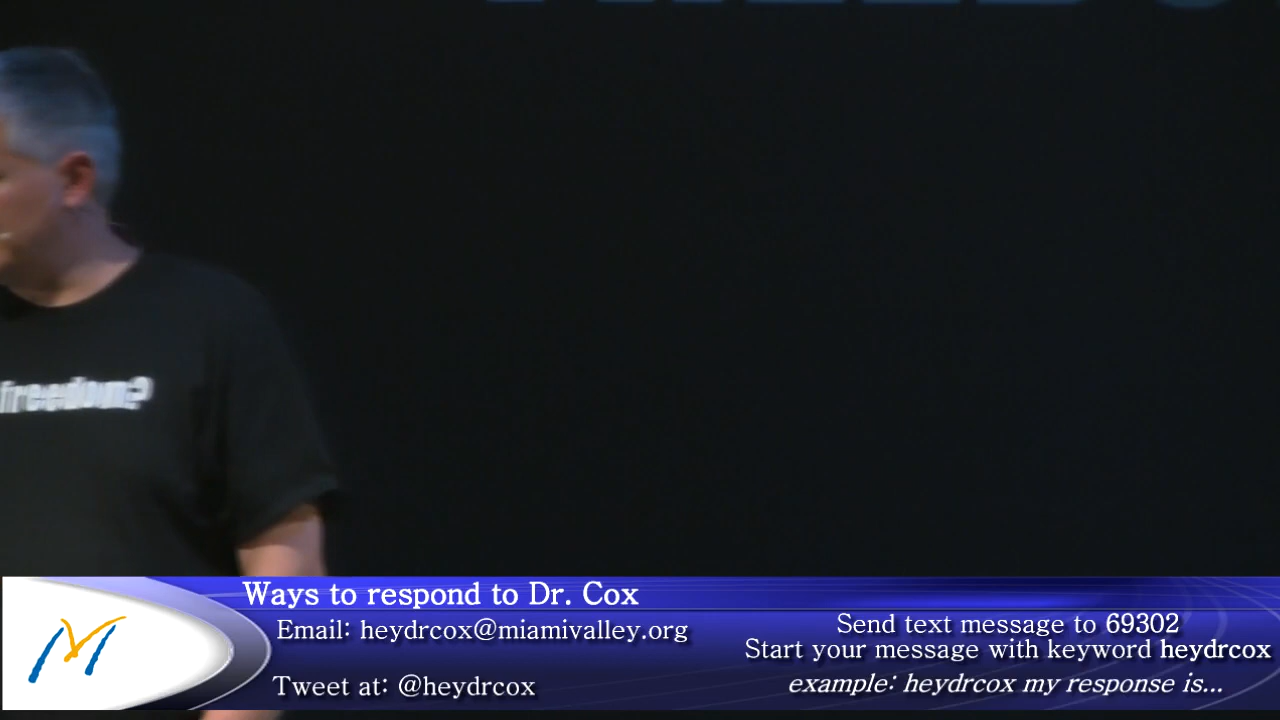 freedom?
Ways to respond to Dr. Cox
Email: heydrcox@miamivalley.org
Tweet at: @heydrcox
Send text message to 69302
Start your message with keyword heydrcox
example: heydrcox my response is...